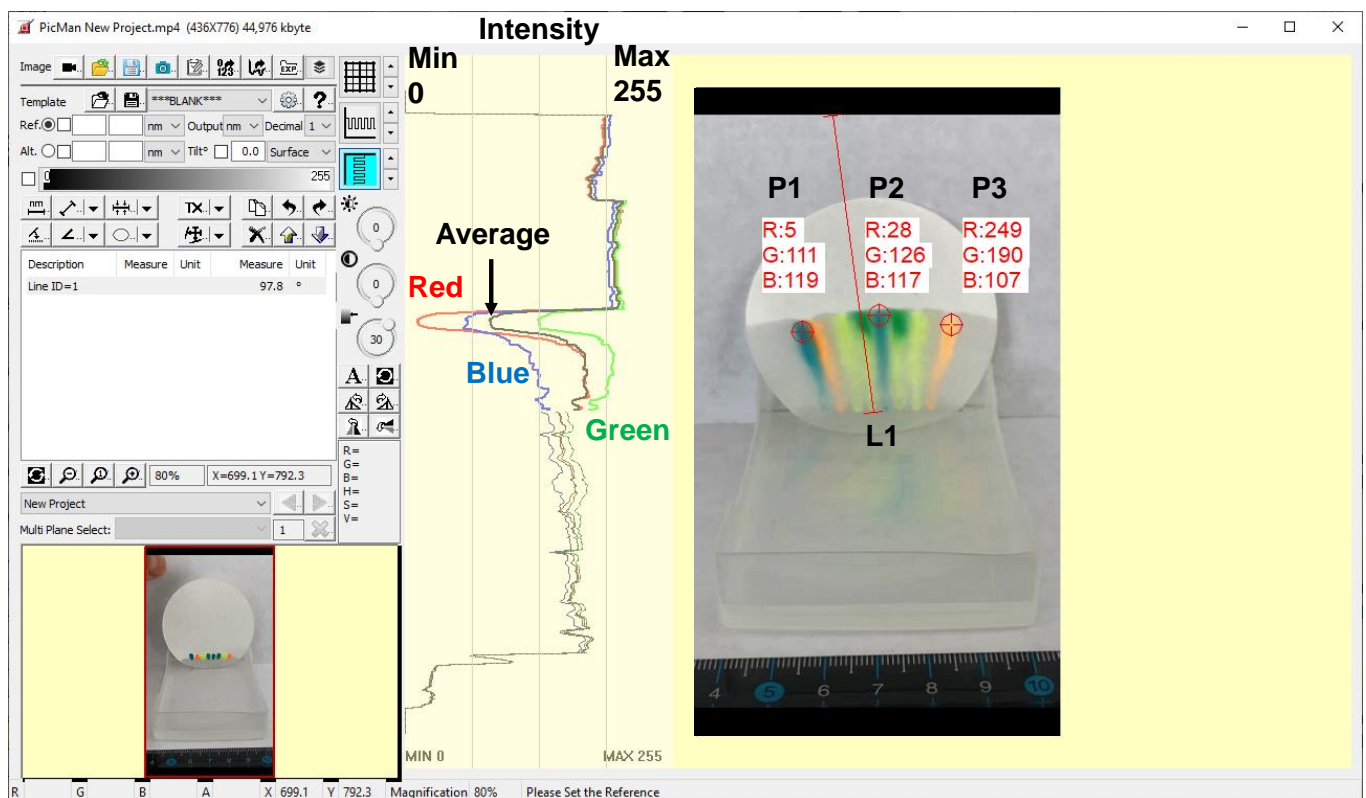 PicMan New Project.mp4 (436X776) 44,976 kbyte
Image
EXP.
Template
***BLANK***
?
Ref.
nm
Output nm
Decimal 1
Alt.
nm
Tilt°
0.0
Surface
0
255
nm
TX..
0
Description Measure Unit Measure Unit
Line ID=1 97.8 °
0
30
A
R=
G=
B=
H=
S=
V=
80%
X=699.1 Y=792.3
New Project
Multi Plane Select:
1
Intensity
Min
0
Max
255
Average
Red
Blue
Green
MIN 0
MAX 255
P1
R:5
G:111
B:119
P2
R:28
G:126
B:117
P3
R:249
G:190
B:107
L1
4 5 6 7 8 9 10
R G B A X 699.1 Y 792.3 Magnification 80% Please Set the Reference